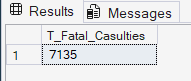 Results Messages
T_Fatal_Casulties
1 7135